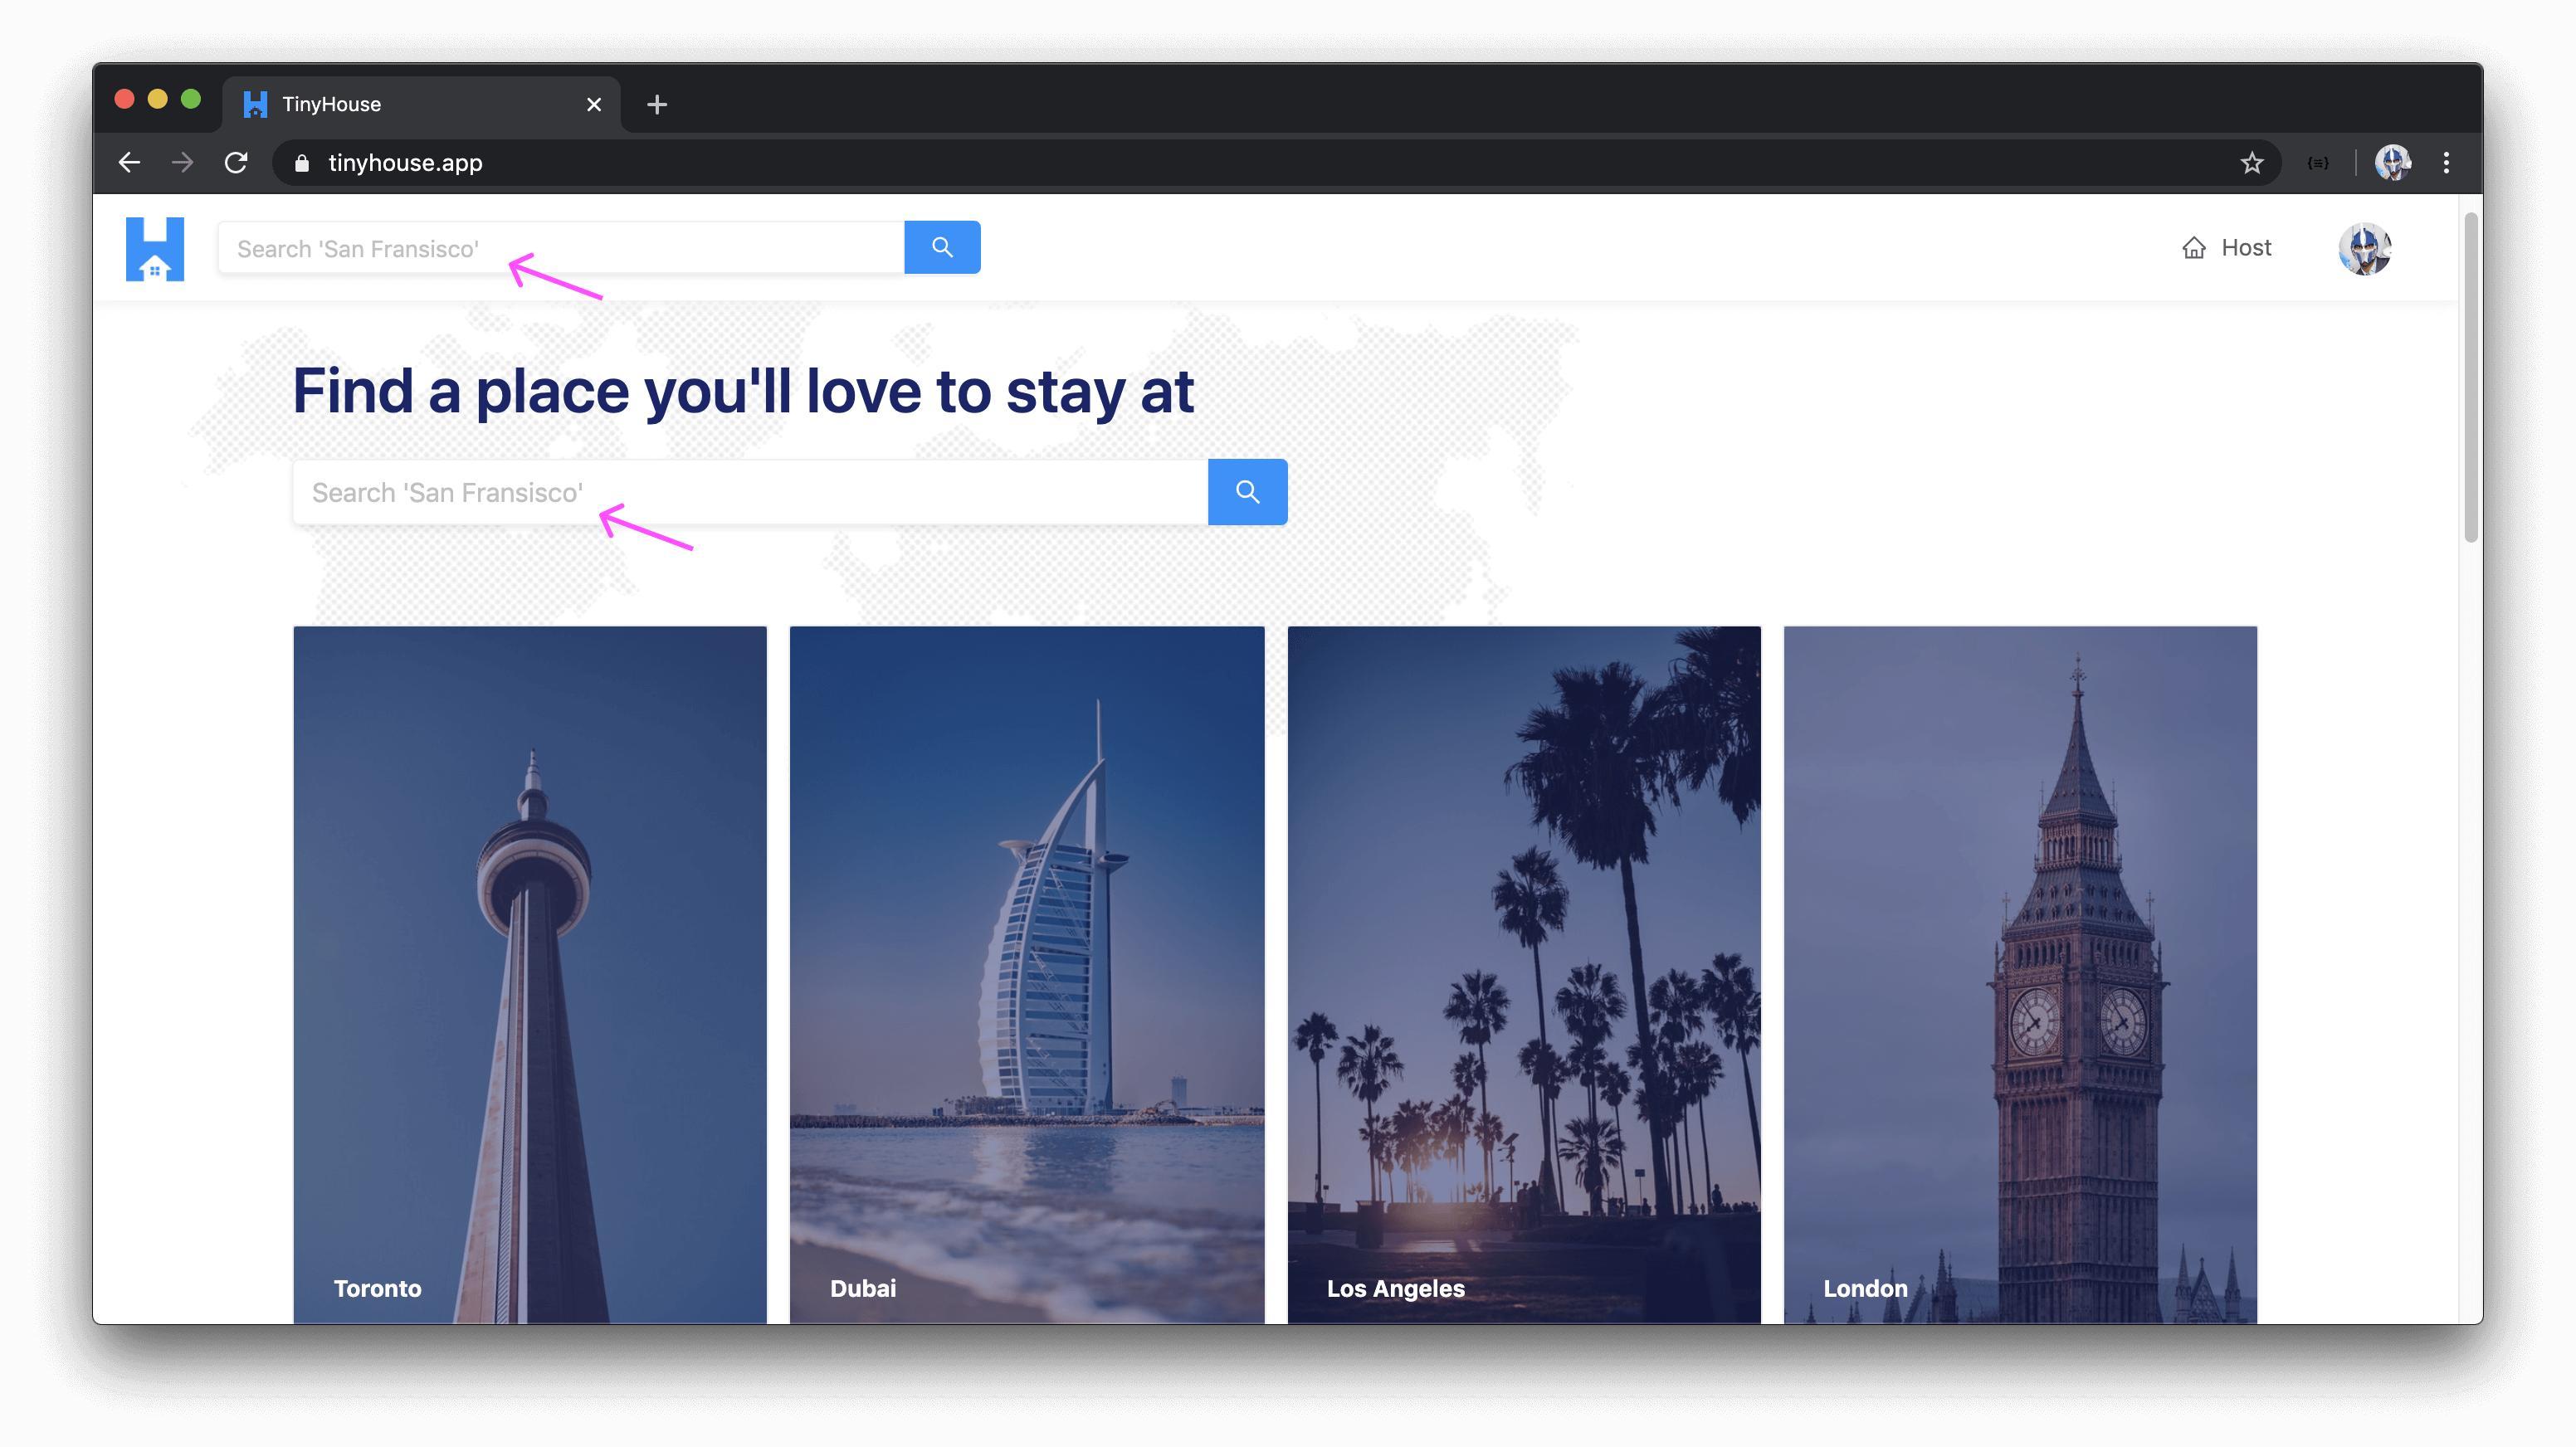 TinyHouse
tinyhouse.app
Search 'San Fransisco'
Host
Find a place you'll love to stay at
Search 'San Fransisco'
Toronto
Dubai
Los Angeles
London